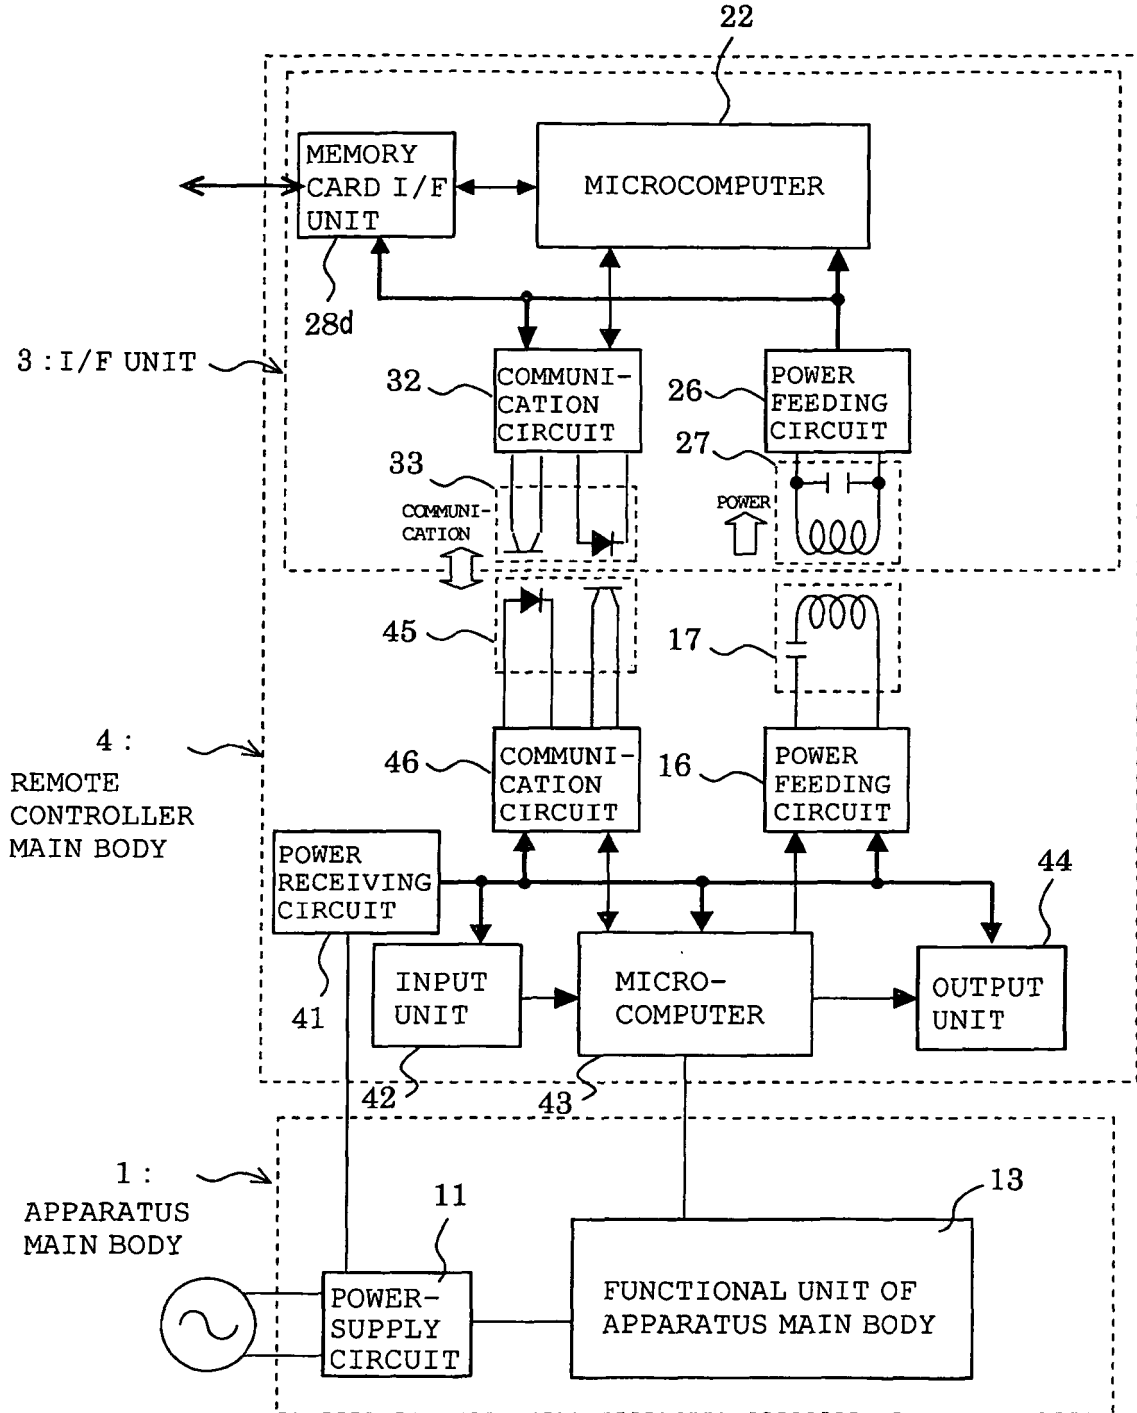 22
MEMORY
CARD I/F
UNIT
MICROCOMPUTER
28d
3 : I/F UNIT
32
COMMUNI-
CATION
CIRCUIT
26
POWER
FEEDING
CIRCUIT
33
27
COMMUNI-
CATION
POWER
45
17
4 :
REMOTE
CONTROLLER
MAIN BODY
46
COMMUNI-
CATION
CIRCUIT
16
POWER
FEEDING
CIRCUIT
POWER
RECEIVING
CIRCUIT
44
41
INPUT
UNIT
MICRO-
COMPUTER
OUTPUT
UNIT
42
43
1 :
APPARATUS
MAIN BODY
11
13
POWER-
SUPPLY
CIRCUIT
FUNCTIONAL UNIT OF
APPARATUS MAIN BODY